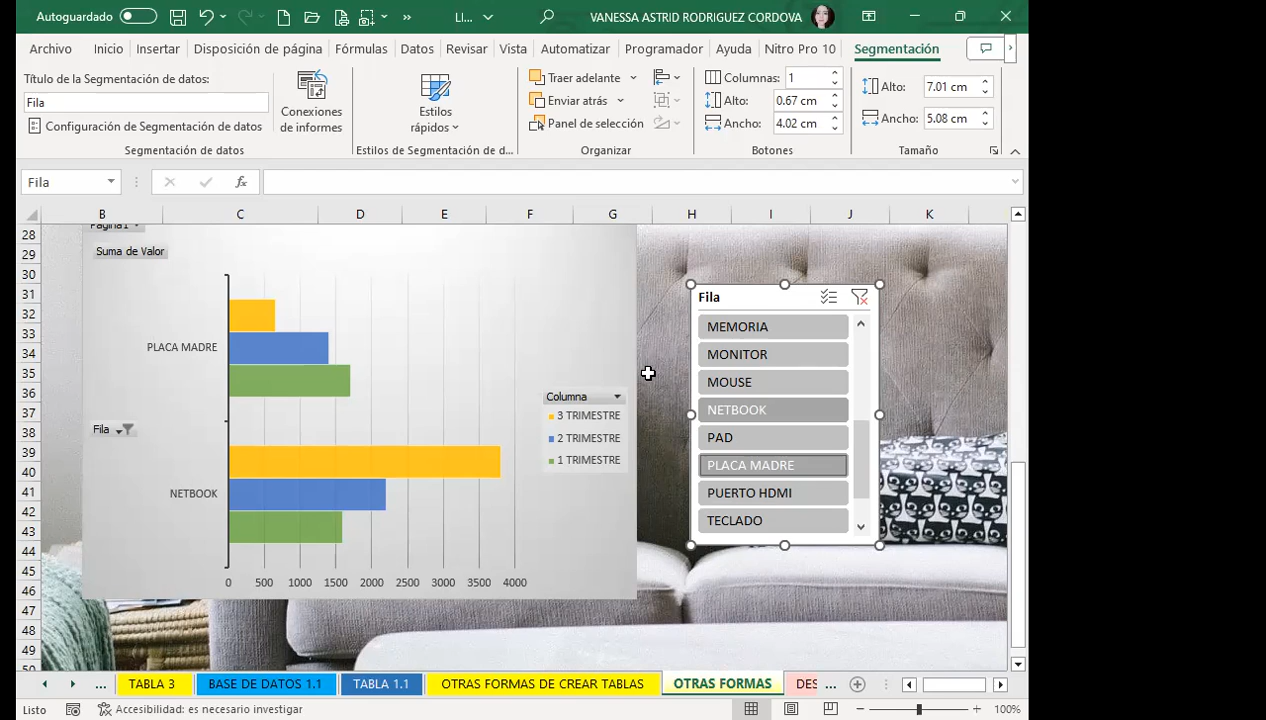 Autoguardado
»
LI...
VANESSA ASTRID RODRIGUEZ CORDOVA
Archivo Inicio Insertar Disposición de página Fórmulas Datos Revisar Vista Automatizar Programador Ayuda Nitro Pro 10 Segmentación
Título de la Segmentación de datos:
Fila
Configuración de Segmentación de datos
Conexiones
de informes
Segmentación de datos
Estilos
rápidos
Estilos de Segmentación de d...
Traer adelante
Enviar atrás
Panel de selección
Organizar
Columnas: 1
Alto: 0.67 cm
Ancho: 4.02 cm
Botones
Alto: 7.01 cm
Ancho: 5.08 cm
Tamaño
Fila
fx
B C D E F G H I J K
28
29
30
31
32
33
34
35
36
37
38
39
40
41
42
43
44
45
46
47
48
49
50
Página1
Suma de Valor
PLACA MADRE
Fila
NETBOOK
0 500 1000 1500 2000 2500 3000 3500 4000
Columna
3 TRIMESTRE
2 TRIMESTRE
1 TRIMESTRE
Fila
MEMORIA
MONITOR
MOUSE
NETBOOK
PAD
PLACA MADRE
PUERTO HDMI
TECLADO
... TABLA 3 BASE DE DATOS 1.1 TABLA 1.1 OTRAS FORMAS DE CREAR TABLAS OTRAS FORMAS DES ...
Listo
Accesibilidad: es necesario investigar
100%